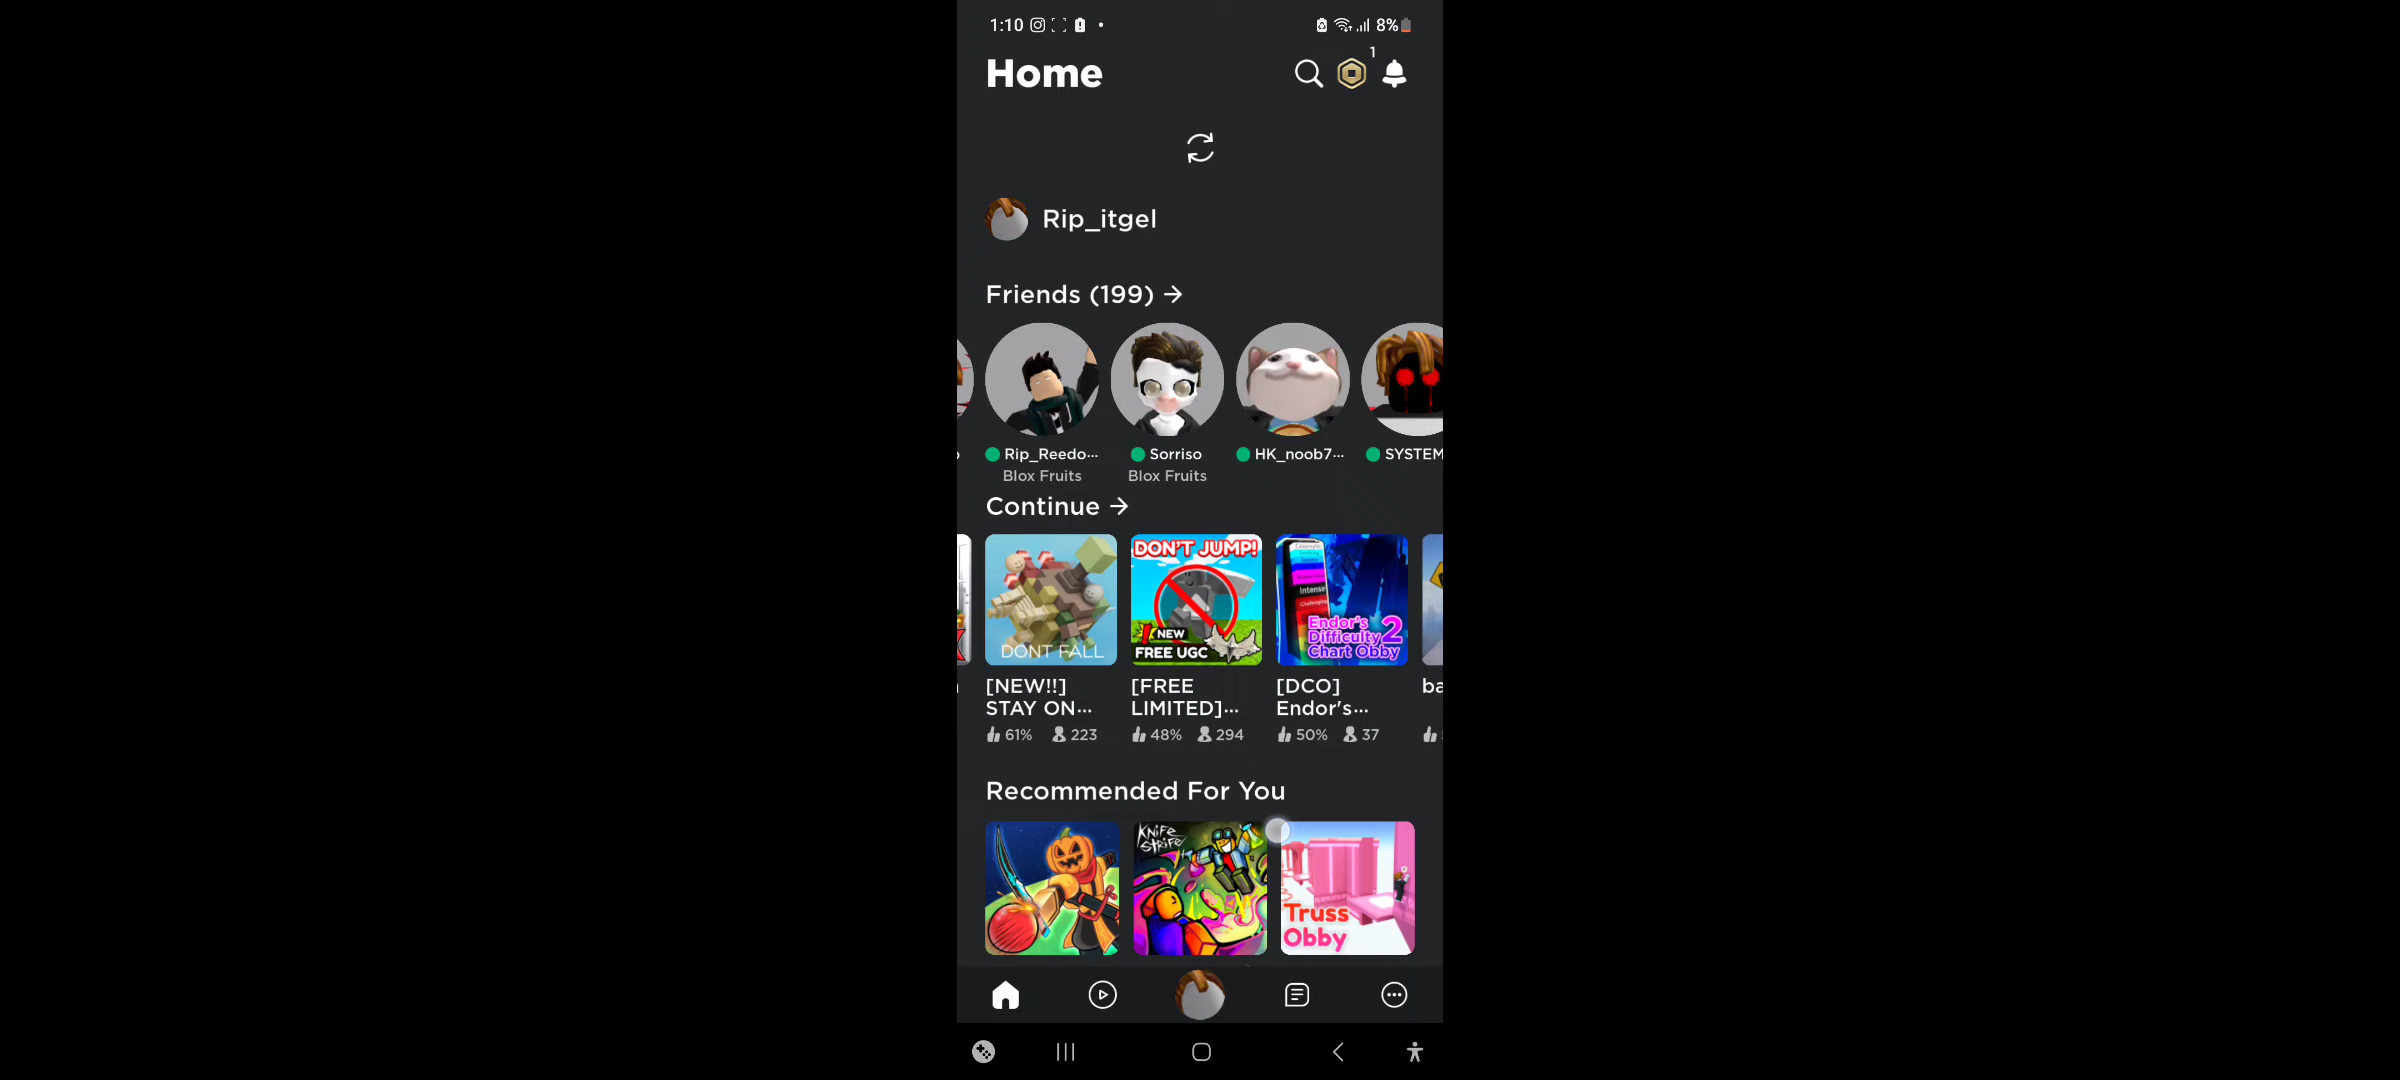 1:10
8%
Home
1
Rip_itgel
Friends (199)
Rip_Reedo...
Sorriso
HK_noob7...
SYSTEM
Blox Fruits
Blox Fruits
Continue
DON'T JUMP!
NEW
FREE UGC
DONT FALL
Intense
Challenging
Endor's
Difficulty 2
Chart Obby
[NEW!!]
STAY ON...
[FREE
LIMITED]...
[DCO]
Endor's...
ba
61%
223
48%
294
50%
37
Recommended For You
KNIFE
STRIFE
Truss
Obby